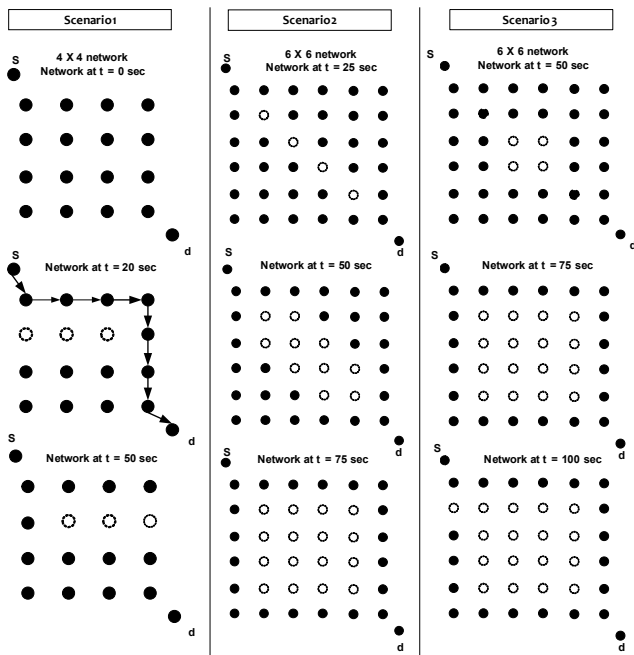 Scenario1
4 X 4 network
Network at t = 0 sec
S
d
Network at t = 20 sec
S
d
Network at t = 50 sec
S
d
Scenario2
6 X 6 network
Network at t = 25 sec
S
d
Network at t = 50 sec
S
d
Network at t = 75 sec
S
d
Scenario3
6 X 6 network
Network at t = 50 sec
S
d
Network at t = 75 sec
S
d
Network at t = 100 sec
S
d